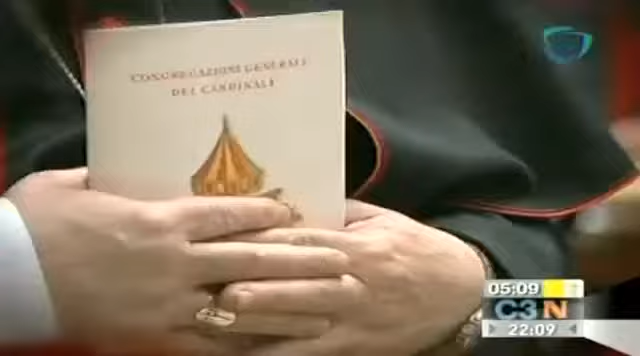 CONGREGAZIONI GENERALI
DEI CARDINALI
05:09
C3N
22:09